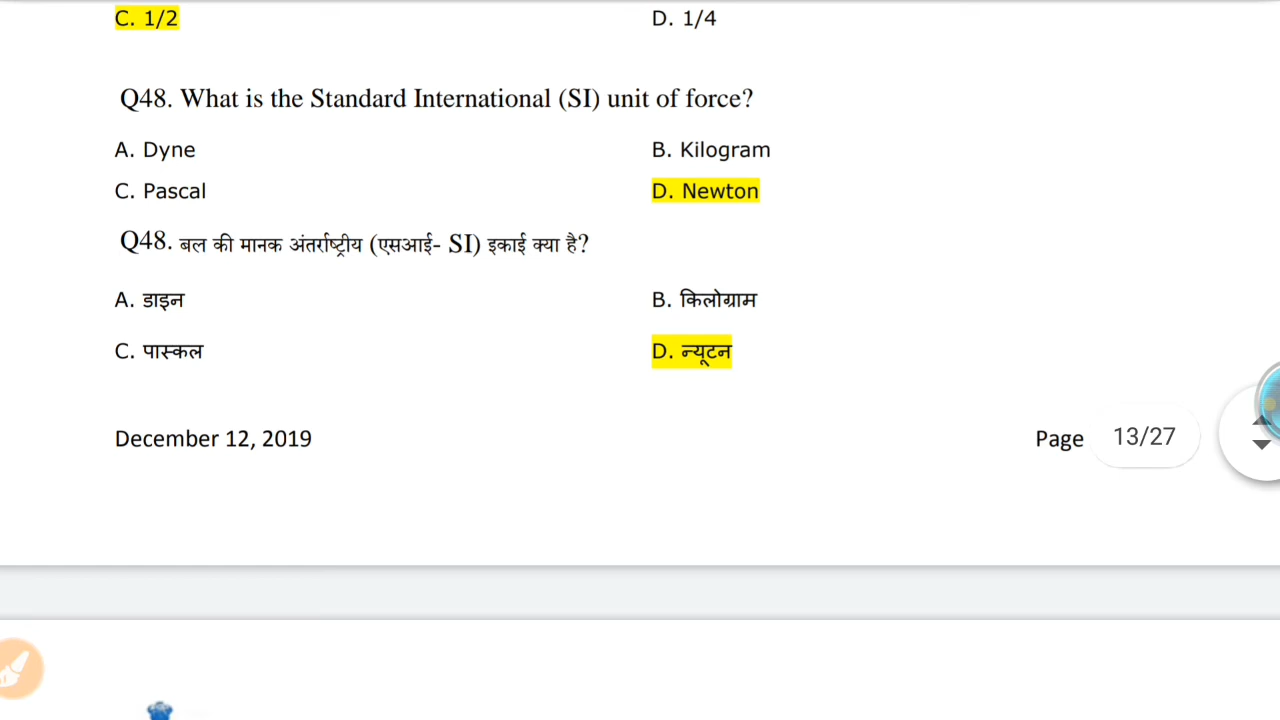 C. 1/2 D. 1/4
Q48. What is the Standard International (SI) unit of force?
A. Dyne B. Kilogram
C. Pascal D. Newton
Q48. बल की मानक अंतर्राष्ट्रीय (एसआई- SI) इकाई क्या है?
A. डाइन B. किलोग्राम
C. पास्कल D. न्यूटन
December 12, 2019 Page 13/27